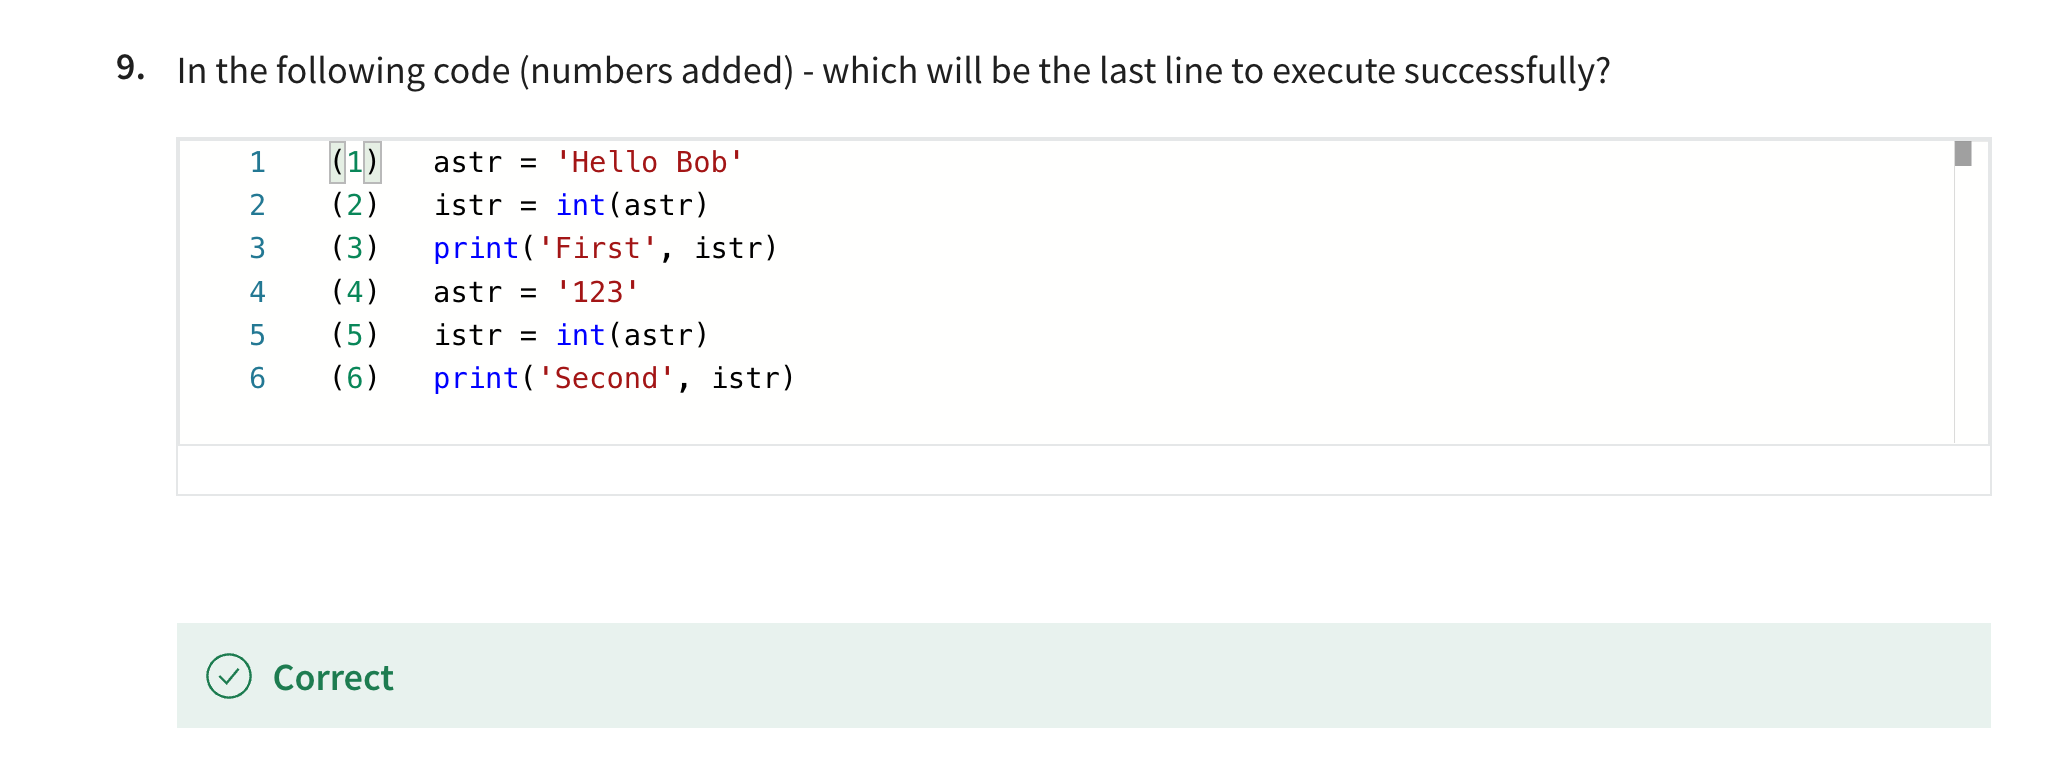 9. In the following code (numbers added) - which will be the last line to execute successfully?
1 (1) astr = 'Hello Bob'
2 (2) istr = int(astr)
3 (3) print('First', istr)
4 (4) astr = '123'
5 (5) istr = int(astr)
6 (6) print('Second', istr)
Correct